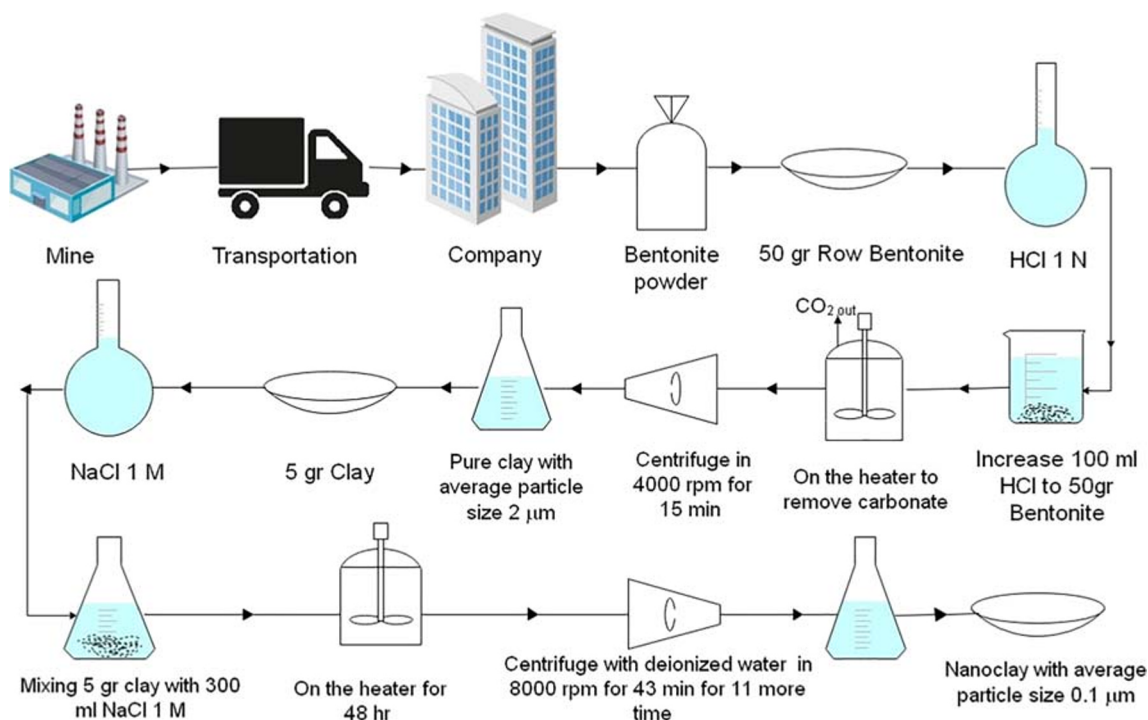 Mine
Transportation
Company
Bentonite
powder
50 gr Row Bentonite
HCl 1 N
CO2 out
NaCl 1 M
5 gr Clay
Pure clay with
average particle
size 2 μm
Centrifuge in
4000 rpm for
15 min
On the heater to
remove carbonate
Increase 100 ml
HCl to 50gr
Bentonite
Mixing 5 gr clay with 300
ml NaCl 1 M
On the heater for
48 hr
Centrifuge with deionized water in
8000 rpm for 43 min for 11 more
time
Nanoclay with average
particle size 0.1 μm